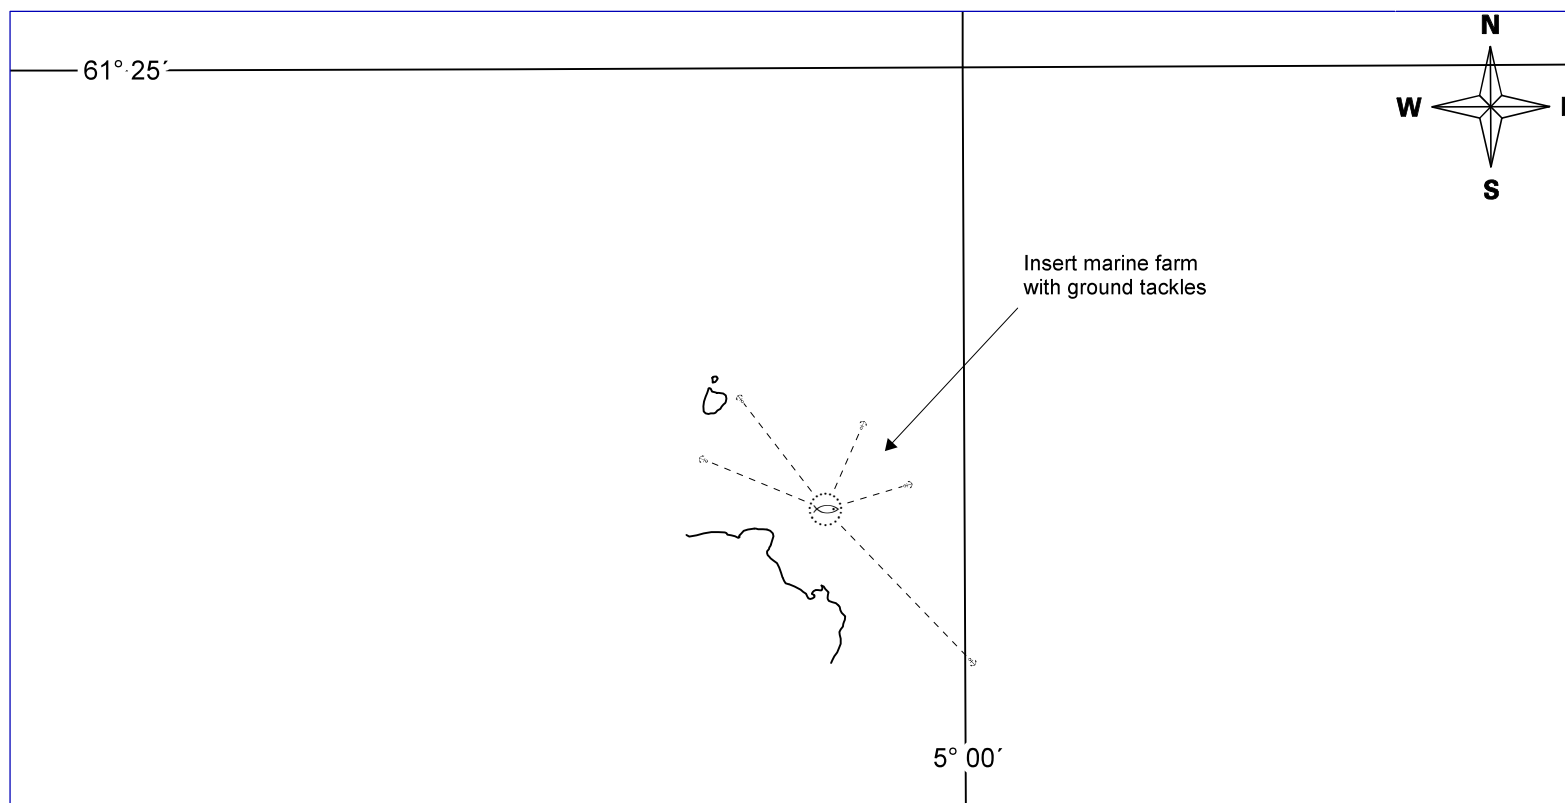 N
61° 25´
W
S
Insert marine farm
with ground tackles
5° 00´